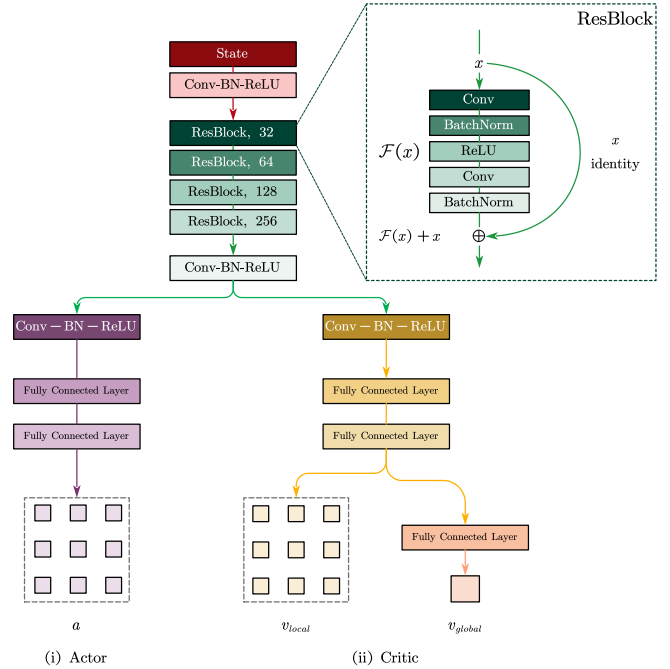 ResBlock
State
Conv-BN-ReLU
ResBlock, 32
ResBlock, 64
ResBlock, 128
ResBlock, 256
Conv-BN-ReLU
x
Conv
BatchNorm
ReLU
Conv
BatchNorm
F(x)
x
identity
F(x) + x
⊕
Conv − BN − ReLU
Fully Connected Layer
Fully Connected Layer
a
(i) Actor
Conv − BN − ReLU
Fully Connected Layer
Fully Connected Layer
Fully Connected Layer
v_local
v_global
(ii) Critic